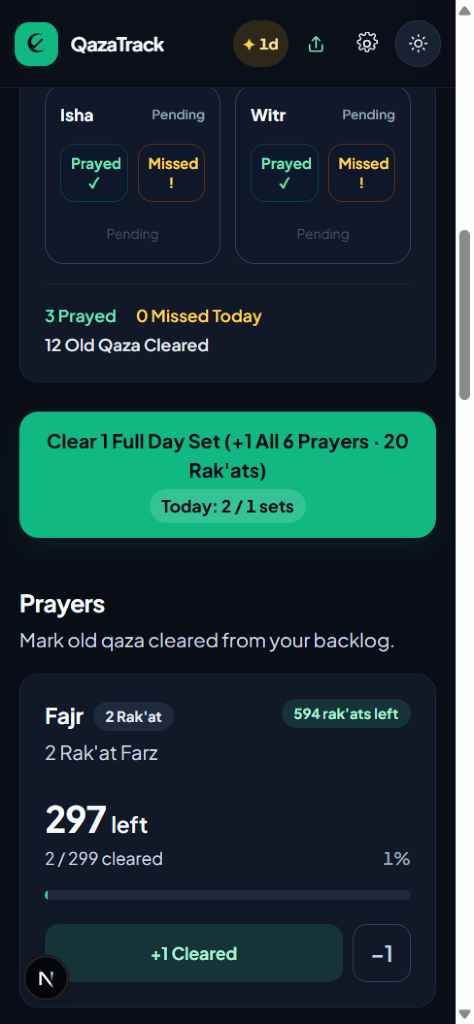 QazaTrack
1d
Isha Pending
Witr Pending
Prayed ✓
Missed !
Prayed ✓
Missed !
Pending
Pending
3 Prayed 0 Missed Today
12 Old Qaza Cleared
Clear 1 Full Day Set (+1 All 6 Prayers · 20
Rak'ats)
Today: 2 / 1 sets
Prayers
Mark old qaza cleared from your backlog.
Fajr 2 Rak'at 594 rak'ats left
2 Rak'at Farz
297 left
2 / 299 cleared 1%
+1 Cleared −1
N